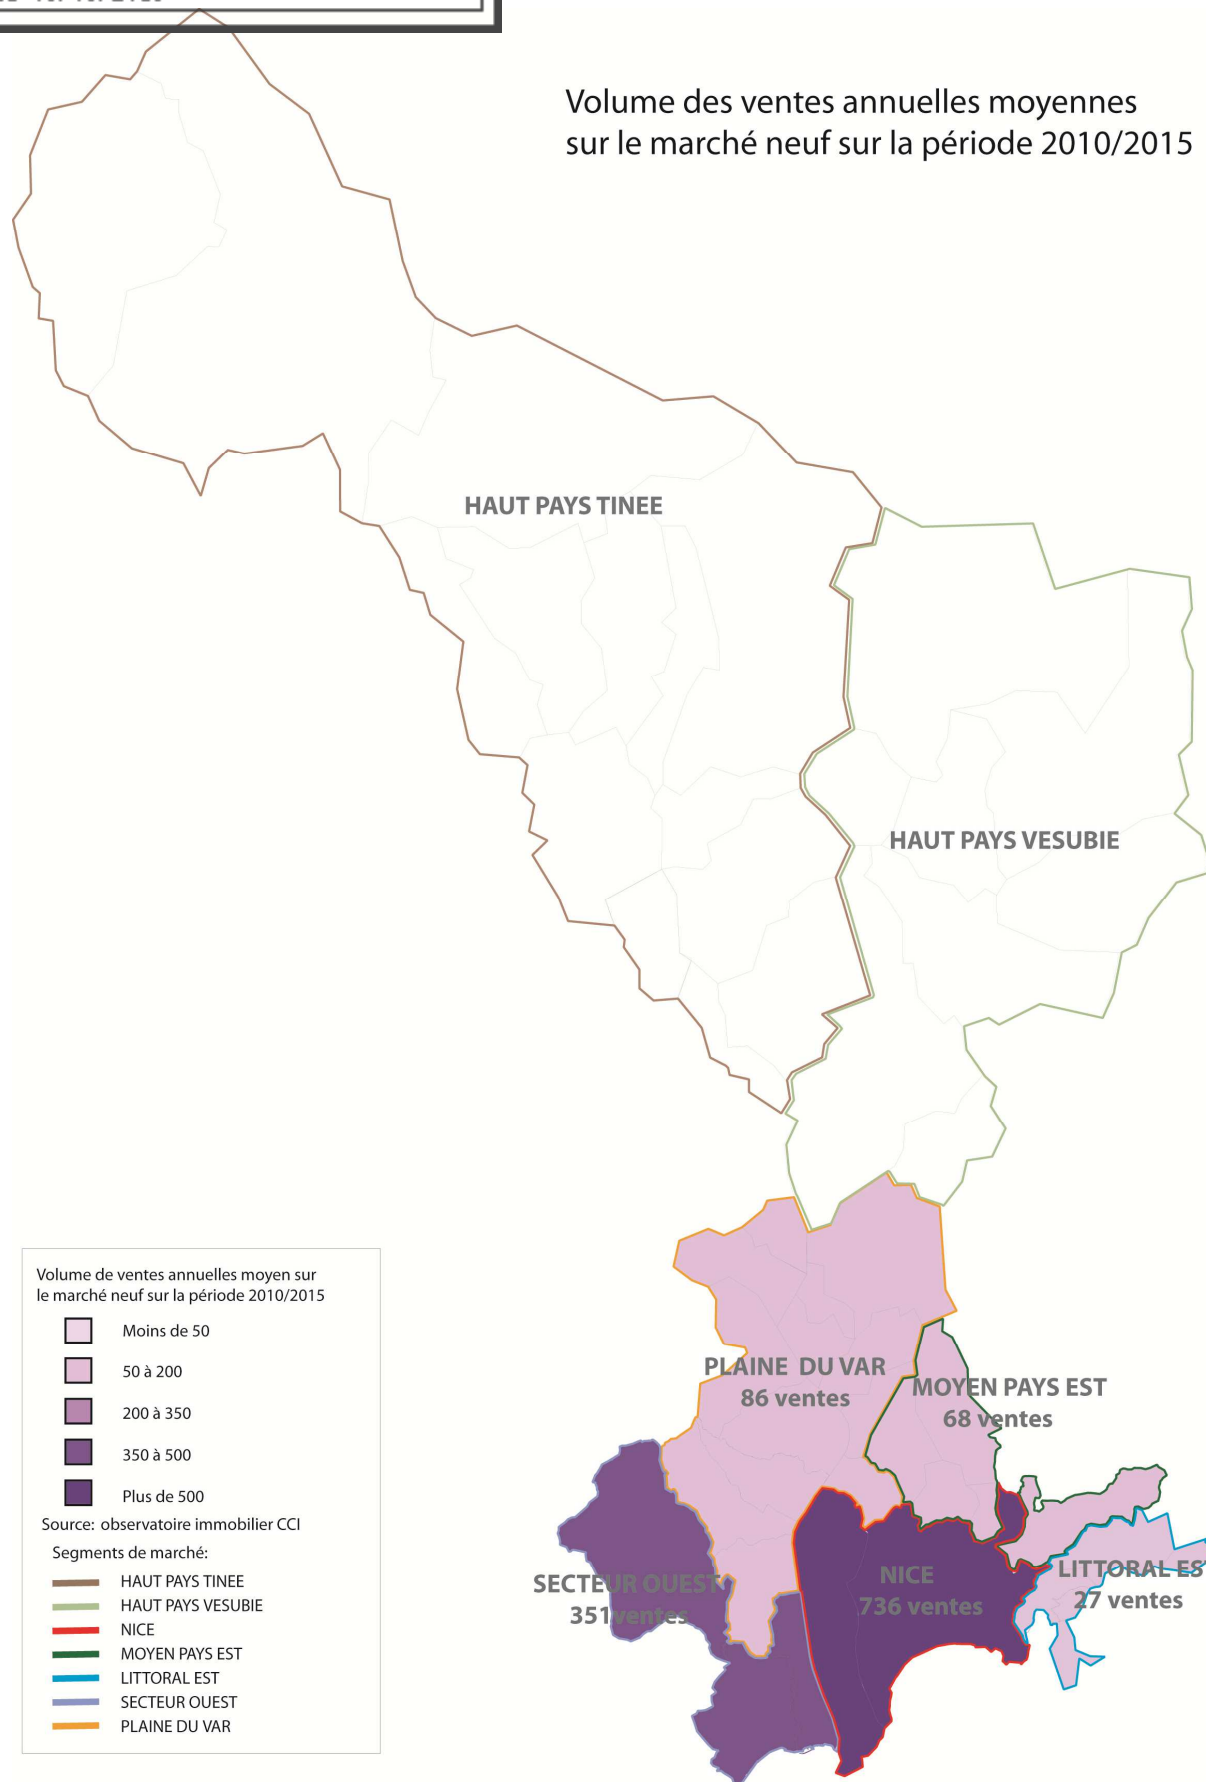 Volume des ventes annuelles moyennes
sur le marché neuf sur la période 2010/2015
HAUT PAYS TINEE
HAUT PAYS VESUBIE
PLAINE DU VAR
86 ventes
MOYEN PAYS EST
68 ventes
SECTEUR OUEST
351 ventes
NICE
736 ventes
LITTORAL ES
27 ventes
Volume de ventes annuelles moyen sur
le marché neuf sur la période 2010/2015
Moins de 50
50 à 200
200 à 350
350 à 500
Plus de 500
Source: observatoire immobilier CCI
Segments de marché:
HAUT PAYS TINEE
HAUT PAYS VESUBIE
NICE
MOYEN PAYS EST
LITTORAL EST
SECTEUR OUEST
PLAINE DU VAR